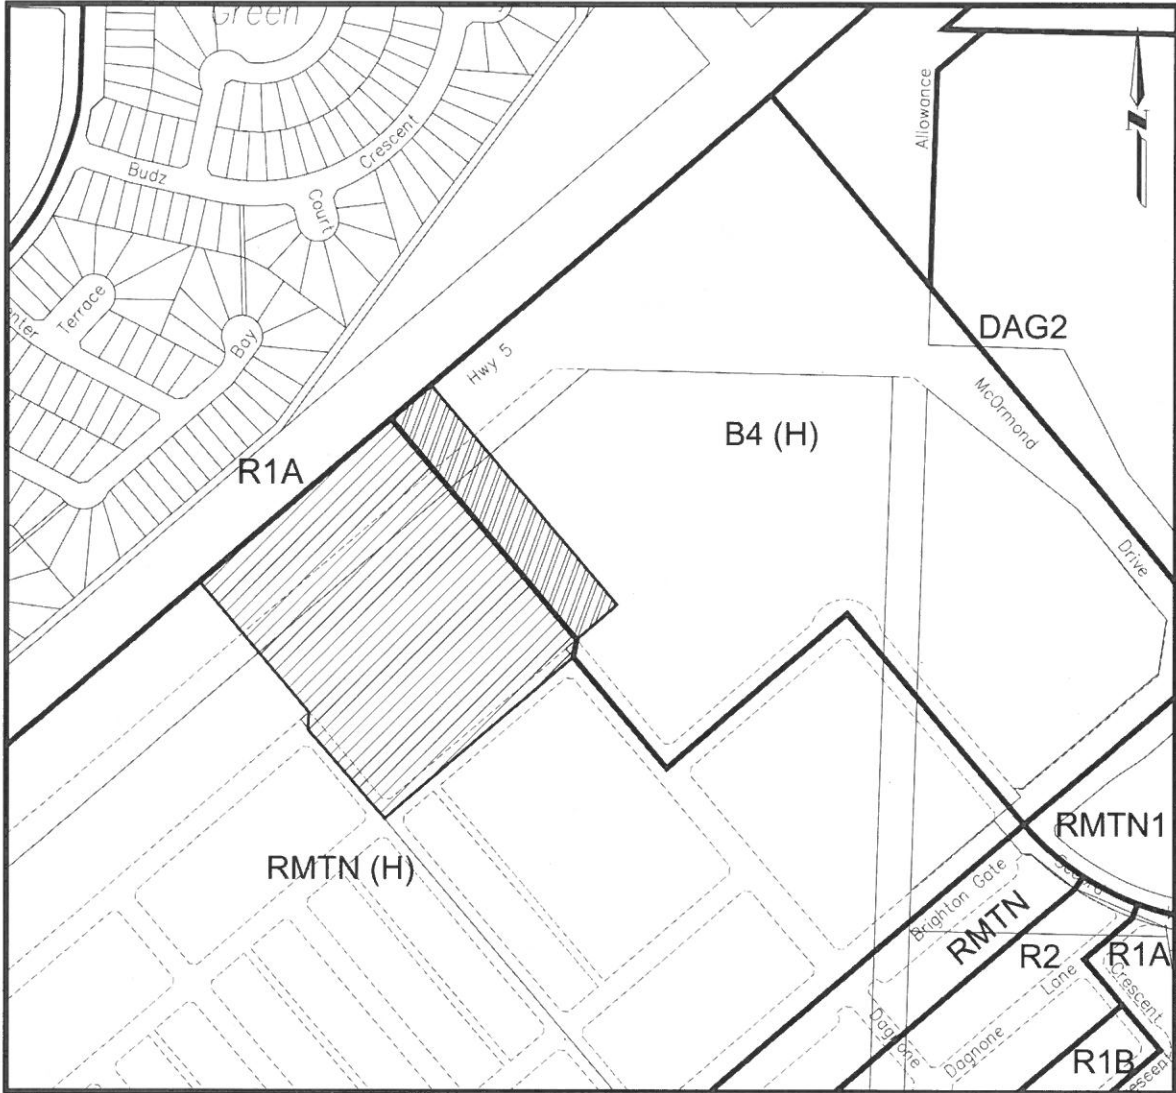 Green
Allowance
N
Budz
Crescent
Court
Terrace
Bay
Hwy 5
DAG2
McOrmond
Drive
B4 (H)
R1A
RMTN (H)
RMTN1
Brighton Gate
RMTN
R2
R1A
Crescent
Lane
Dagnone
Dagnone
R1B